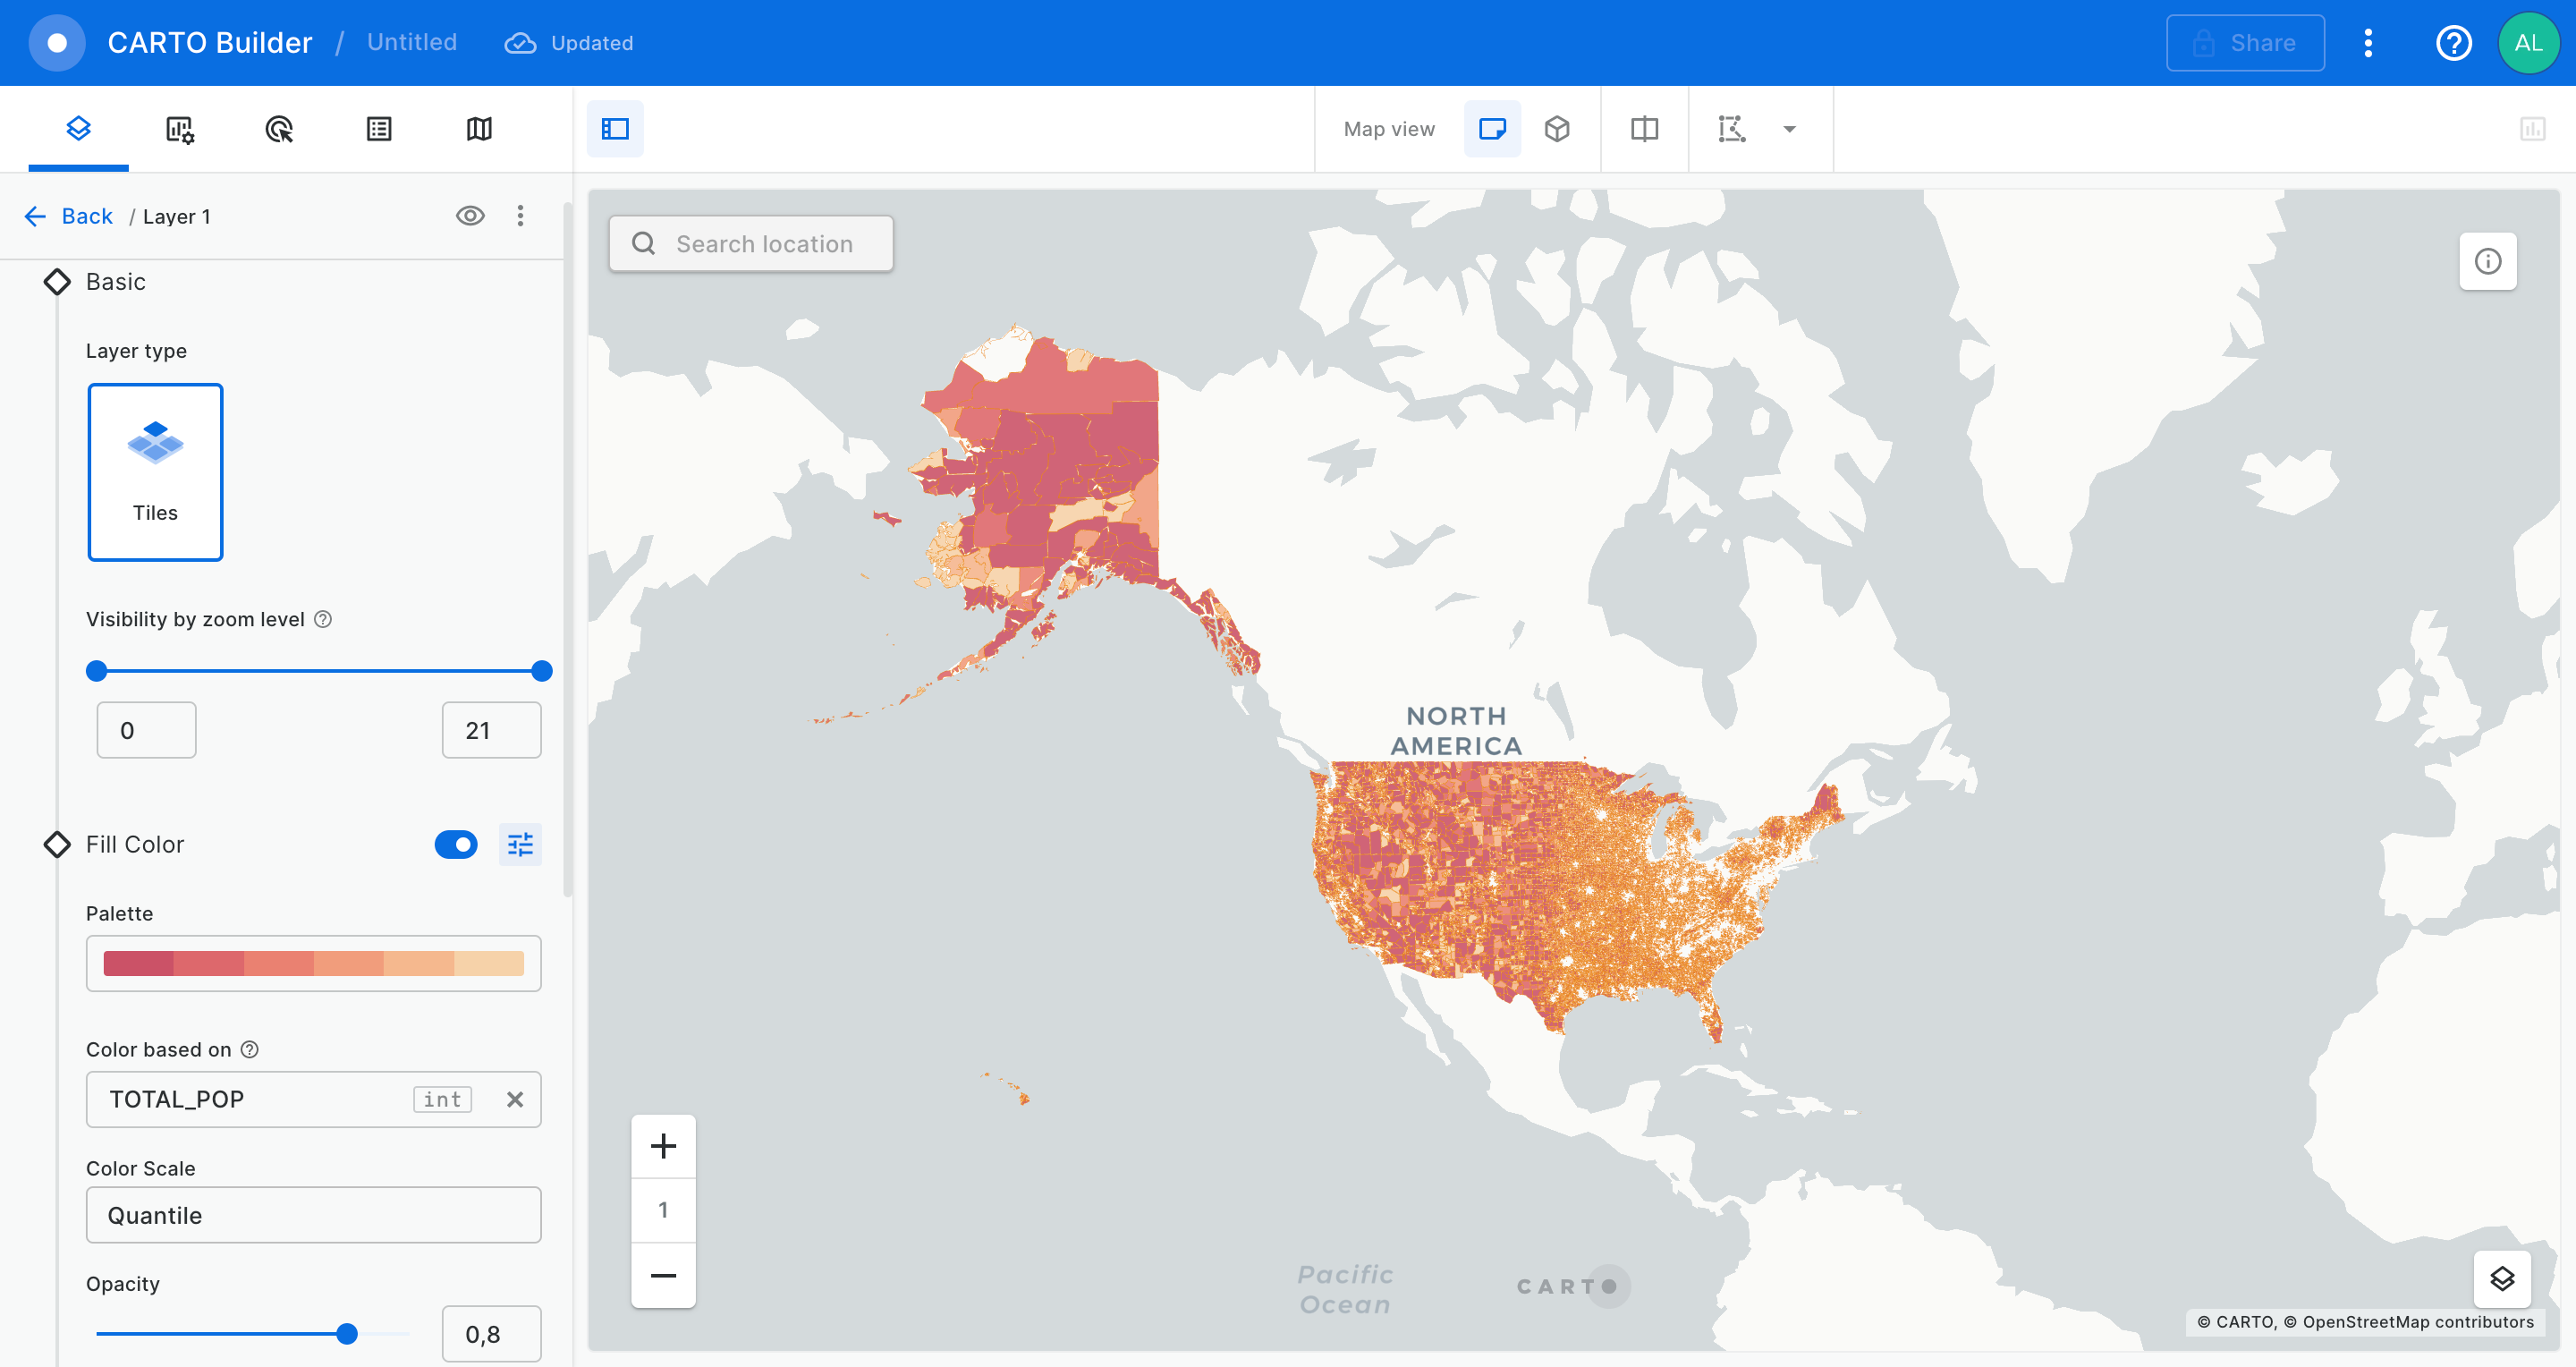 CARTO Builder / Untitled Updated
Share
AL
Map view
Back / Layer 1
Search location
Basic
Layer type
Tiles
Visibility by zoom level
0
21
Fill Color
Palette
Color based on
TOTAL_POP int
Color Scale
Quantile
Opacity
0,8
NORTH
AMERICA
1
Pacific
Ocean
CARTO
© CARTO, © OpenStreetMap contributors